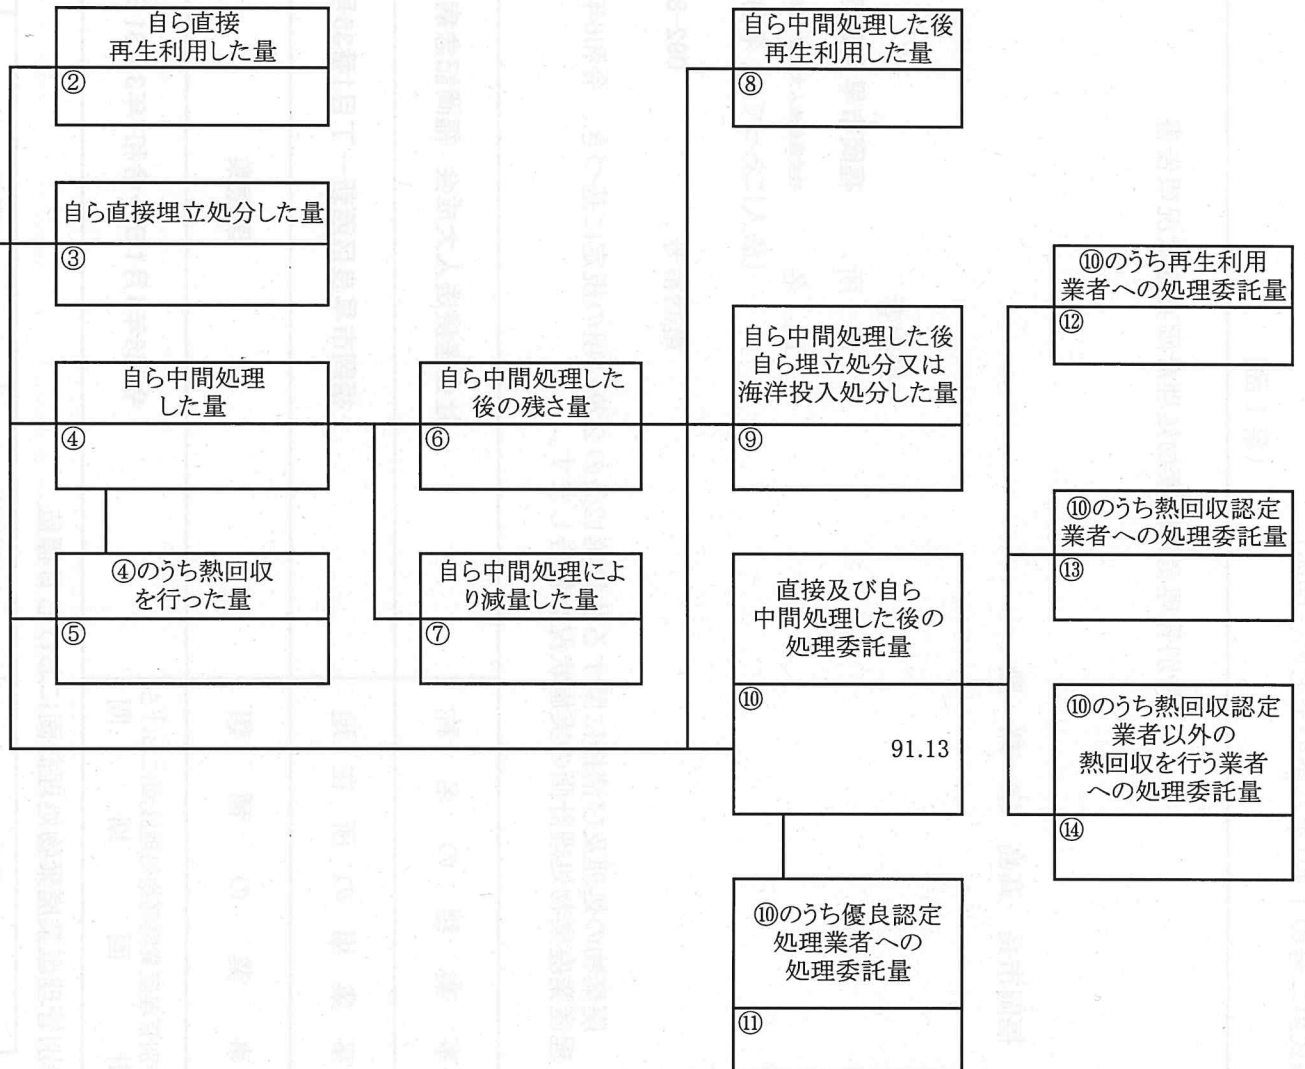 自ら直接
再生利用した量
②
自ら直接埋立処分した量
③
自ら中間処理
した量
④
④のうち熱回収
を行った量
⑤
自ら中間処理した
後の残さ量
⑥
自ら中間処理によ
り減量した量
⑦
自ら中間処理した後
再生利用した量
⑧
自ら中間処理した後
自ら埋立処分又は
海洋投入処分した量
⑨
直接及び自ら
中間処理した後の
処理委託量
⑩
91.13
⑩のうち優良認定
処理業者への
処理委託量
⑪
⑩のうち再生利用
業者への処理委託量
⑫
⑩のうち熱回収認定
業者への処理委託量
⑬
⑩のうち熱回収認定
業者以外の
熱回収を行う業者
への処理委託量
⑭